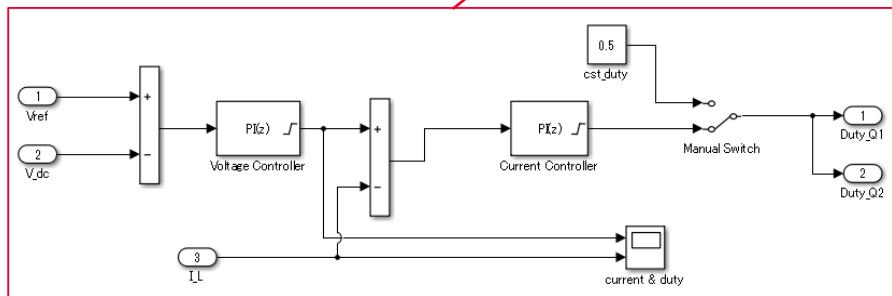 0.5
cst_duty
1
Vref
+
-
PI(z)
Voltage Controller
+
-
PI(z)
Current Controller
Manual Switch
1
Duty_Q1
2
V_dc
2
Duty_Q2
3
I_L
current & duty